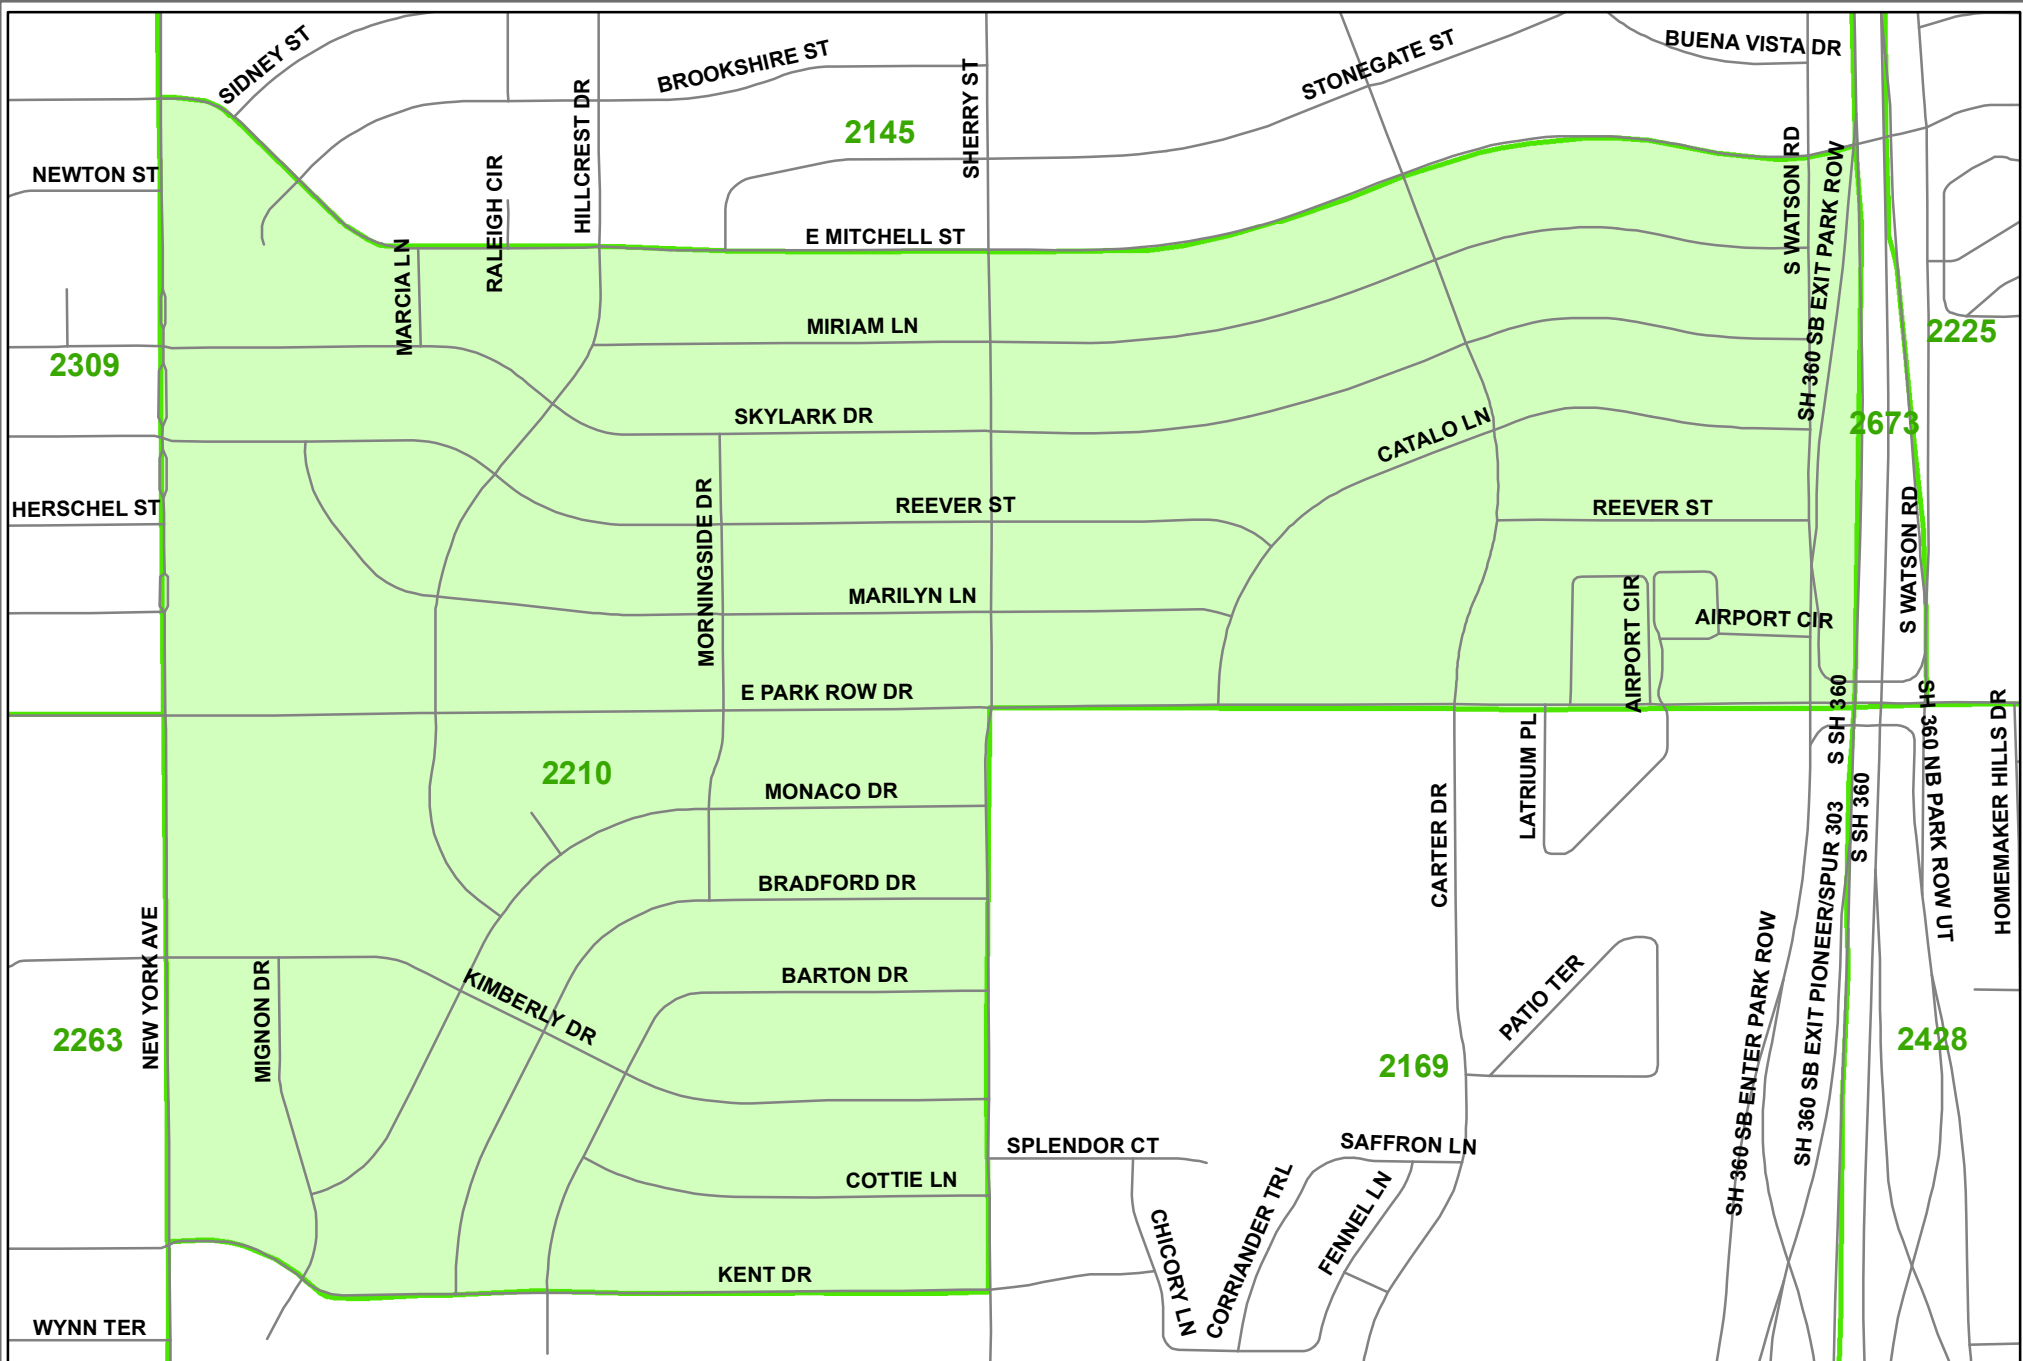 SIDNEY ST
BROOKSHIRE ST
STONEGATE ST
BUENA VISTA DR
2145
NEWTON ST
HILLCREST DR
SHERRY ST
S WATSON RD
SH 360 SB EXIT PARK ROW
RALEIGH CIR
MARCIA LN
E MITCHELL ST
MIRIAM LN
2225
2309
SKYLARK DR
CATALO LN
2673
HERSCHEL ST
MORNINGSIDE DR
REEVER ST
REEVER ST
S WATSON RD
MARILYN LN
AIRPORT CIR
AIRPORT CIR
E PARK ROW DR
S SH 360
SH 360 NB PARK ROW UT
HOMEMAKER HILLS DR
2210
MONACO DR
LATRIUM PL
CARTER DR
S SH 360
BRADFORD DR
SH 360 SB EXIT PIONEER/SPUR 303
SH 360 SB ENTER PARK ROW
NEW YORK AVE
MIGNON DR
KIMBERLY DR
BARTON DR
PATIO TER
2263
2169
2428
SPLENDOR CT
SAFFRON LN
COTTIE LN
CHICORY LN
CORRIANDER TRL
FENNEL LN
KENT DR
WYNN TER